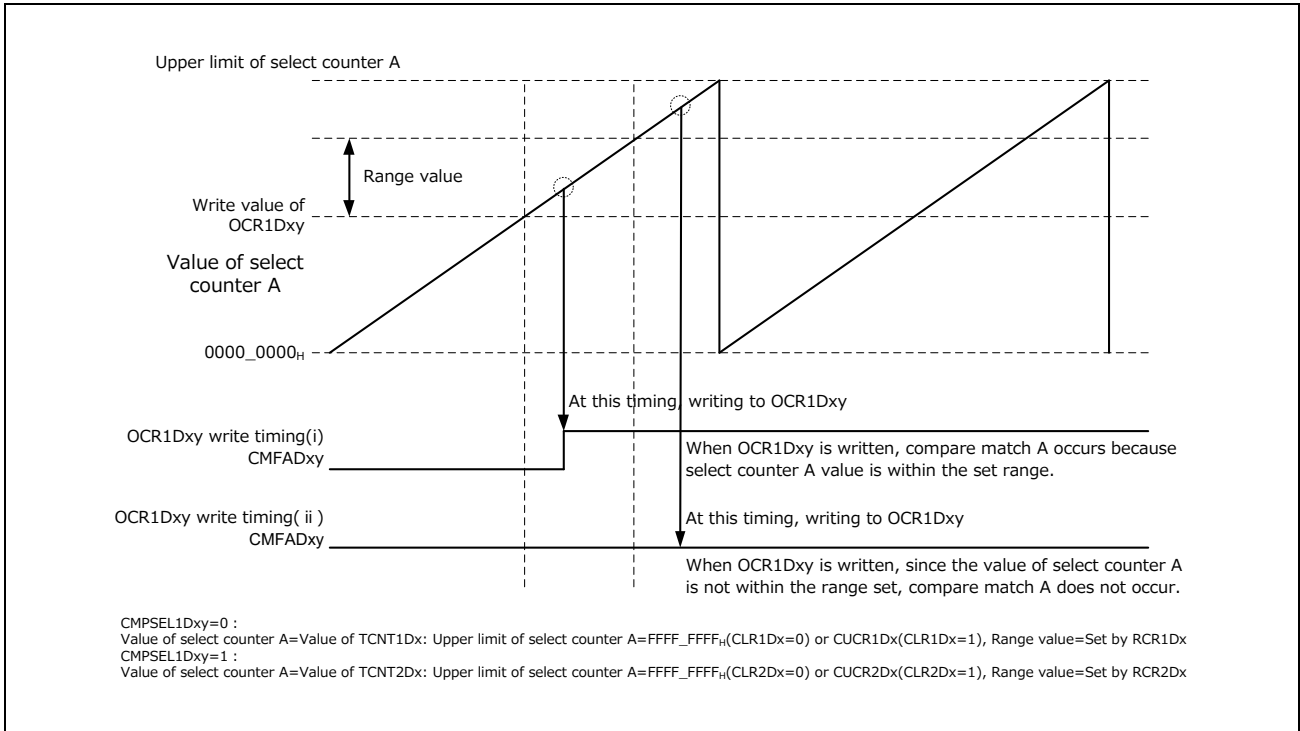 Upper limit of select counter A
Range value
Write value of
OCR1Dxy
Value of select
counter A
0000_0000H
At this timing, writing to OCR1Dxy
OCR1Dxy write timing(i)
CMFADxy
When OCR1Dxy is written, compare match A occurs because
select counter A value is within the set range.
OCR1Dxy write timing( ii )
CMFADxy
At this timing, writing to OCR1Dxy
When OCR1Dxy is written, since the value of select counter A
is not within the range set, compare match A does not occur.
CMPSEL1Dxy=0 :
Value of select counter A=Value of TCNT1Dx: Upper limit of select counter A=FFFF_FFFFH(CLR1Dx=0) or CUCR1Dx(CLR1Dx=1), Range value=Set by RCR1Dx
CMPSEL1Dxy=1 :
Value of select counter A=Value of TCNT2Dx: Upper limit of select counter A=FFFF_FFFFH(CLR2Dx=0) or CUCR2Dx(CLR2Dx=1), Range value=Set by RCR2Dx